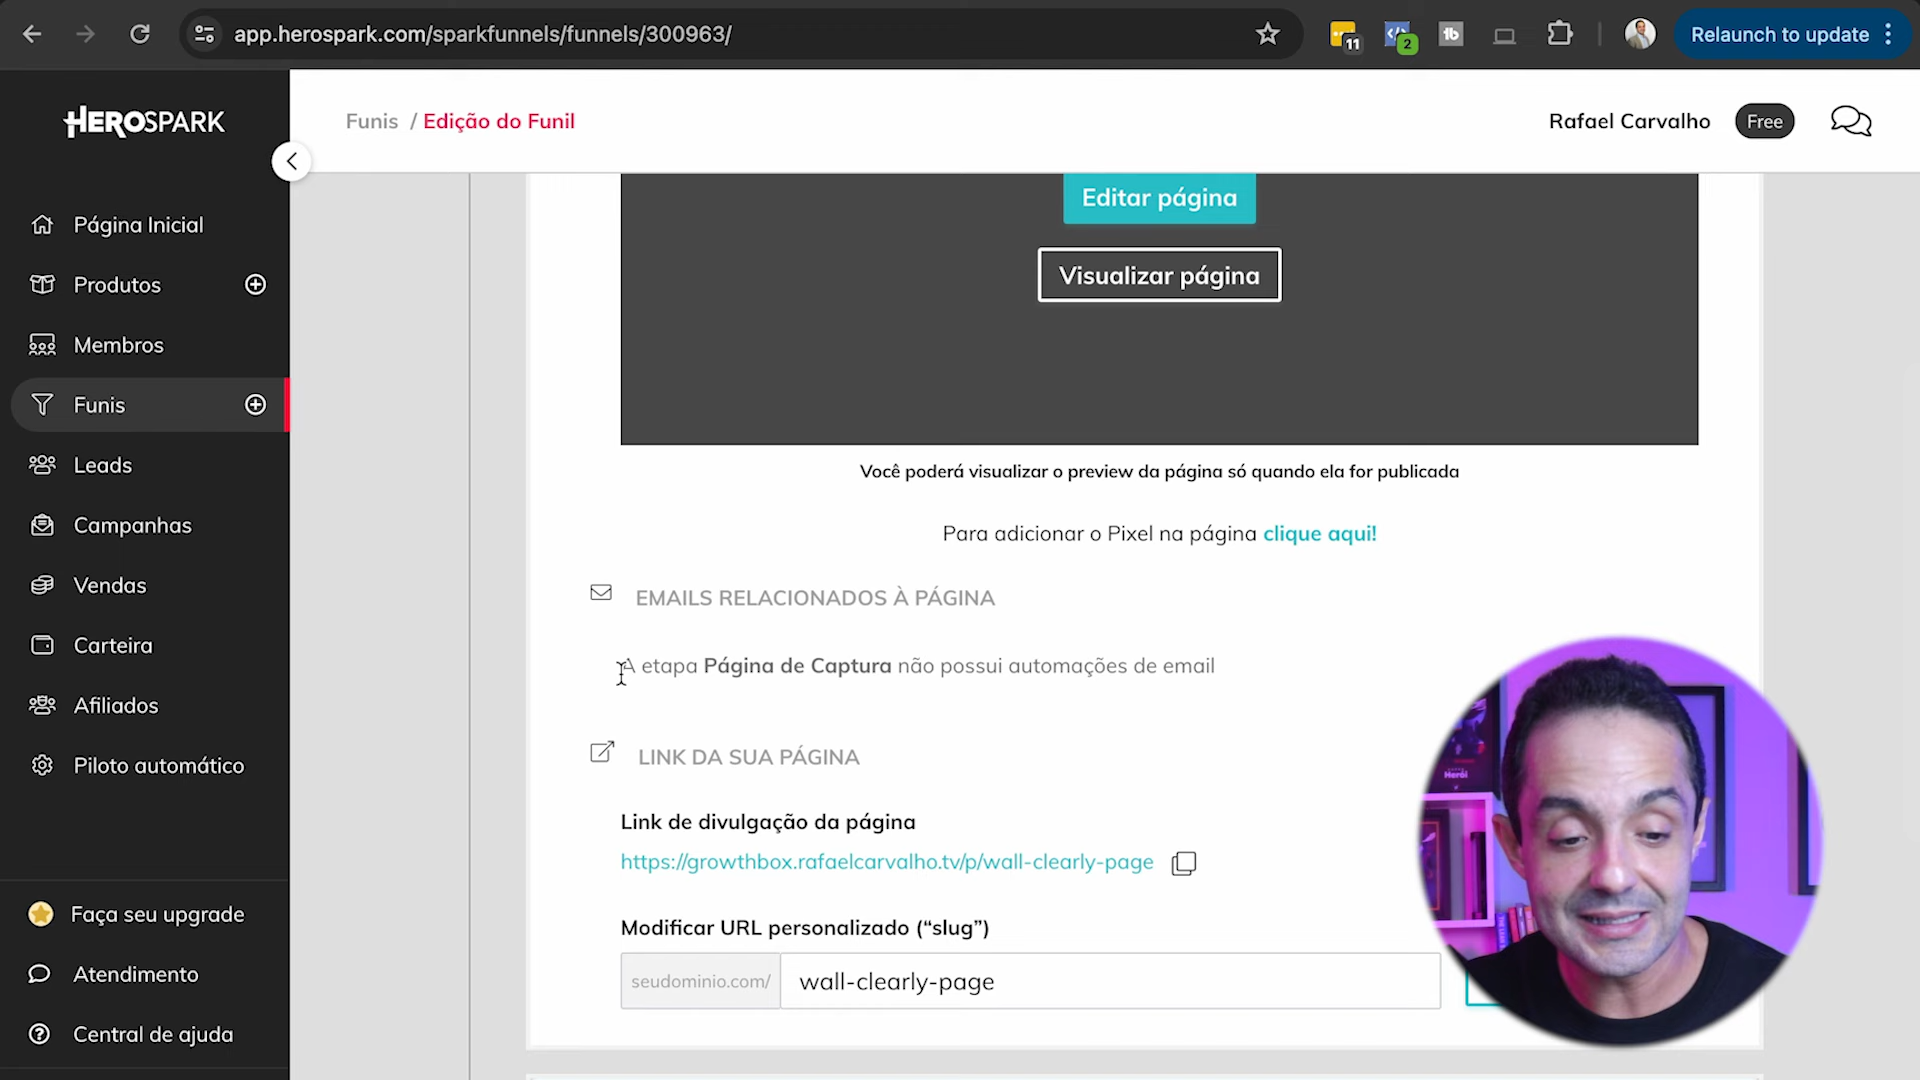 app.herospark.com/sparkfunnels/funnels/300963/
11
2
tb
Relaunch to update
HEROSPARK
Funis / Edição do Funil
Rafael Carvalho
Free
Página Inicial
Produtos
Membros
Funis
Leads
Campanhas
Vendas
Carteira
Afiliados
Piloto automático
Faça seu upgrade
Atendimento
Central de ajuda
Editar página
Visualizar página
Você poderá visualizar o preview da página só quando ela for publicada
Para adicionar o Pixel na página clique aqui!
EMAILS RELACIONADOS À PÁGINA
A etapa Página de Captura não possui automações de email
LINK DA SUA PÁGINA
Link de divulgação da página
https://growthbox.rafaelcarvalho.tv/p/wall-clearly-page
Modificar URL personalizado (“slug”)
seudominio.com/
wall-clearly-page
Herói